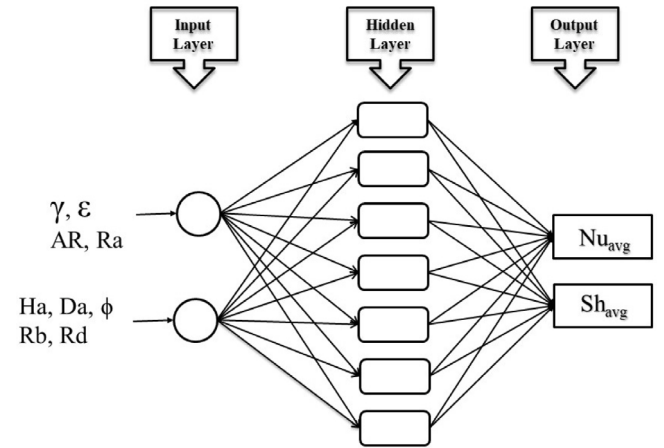 Input
Layer
Hidden
Layer
Output
Layer
γ, ε
AR, Ra
Ha, Da, ϕ
Rb, Rd
Nuavg
Shavg